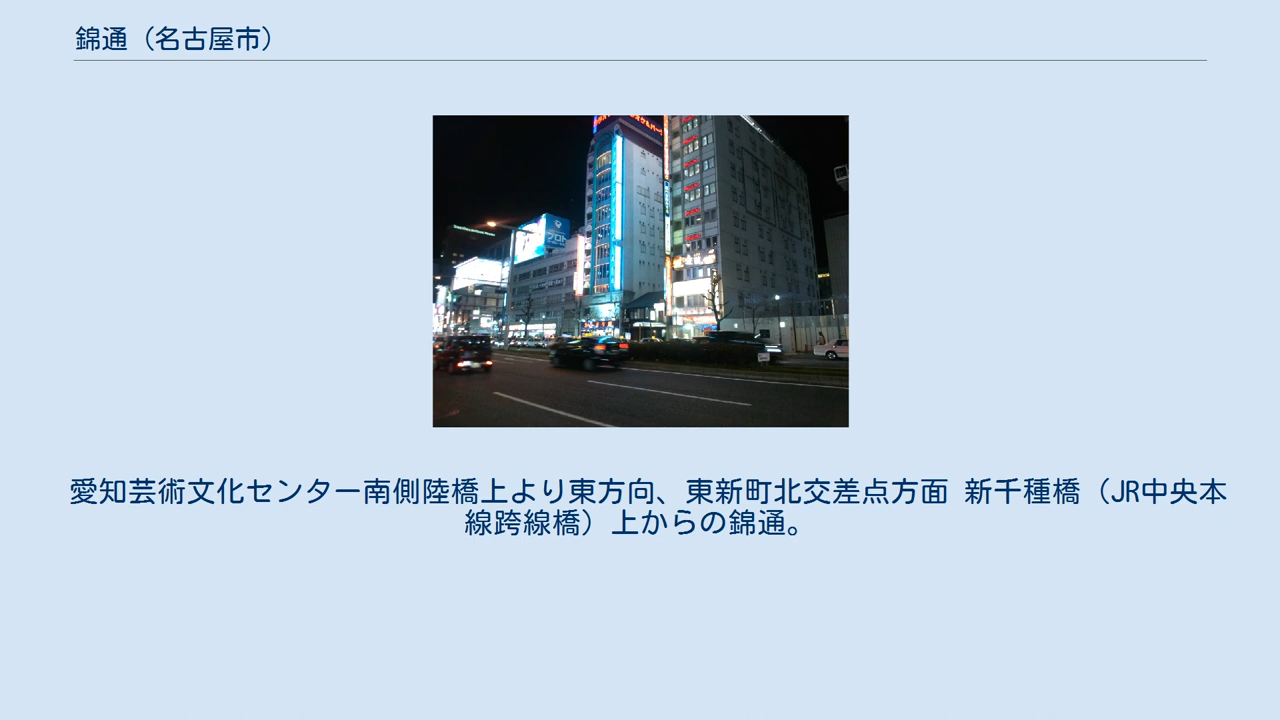 錦通（名古屋市）
愛知芸術文化センター南側陸橋上より東方向、東新町北交差点方面 新千種橋（JR中央本
線跨線橋）上からの錦通。